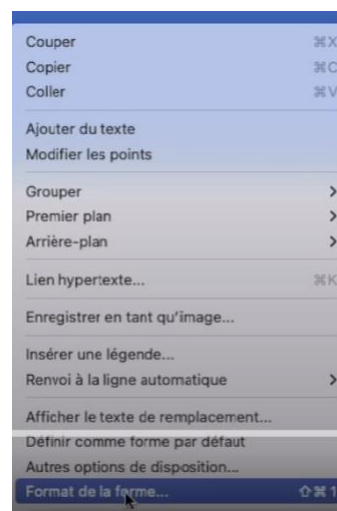 Couper ⌘X
Copier ⌘C
Coller ⌘V
Ajouter du texte
Modifier les points
Grouper >
Premier plan >
Arrière-plan >
Lien hypertexte... ⌘K
Enregistrer en tant qu'image...
Insérer une légende...
Renvoi à la ligne automatique >
Afficher le texte de remplacement...
Définir comme forme par défaut
Autres options de disposition...
Format de la forme... ⇧⌘1